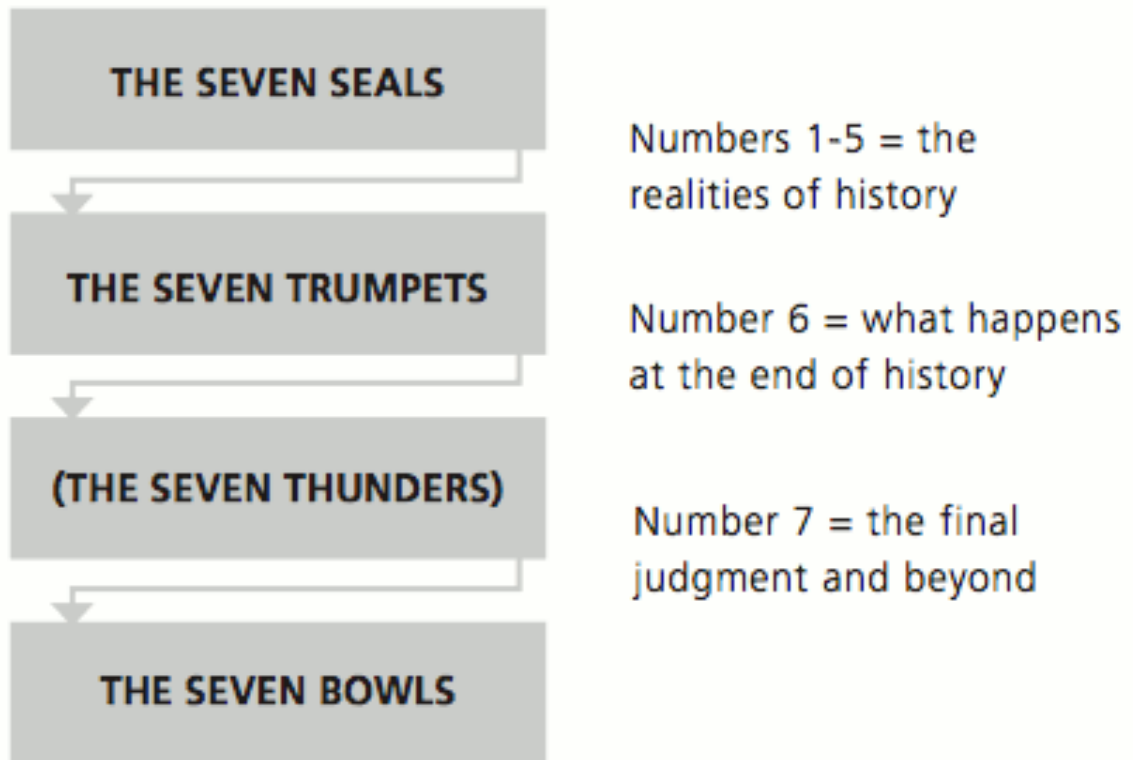 THE SEVEN SEALS
Numbers 1-5 = the
realities of history
THE SEVEN TRUMPETS
Number 6 = what happens
at the end of history
(THE SEVEN THUNDERS)
Number 7 = the final
judgment and beyond
THE SEVEN BOWLS